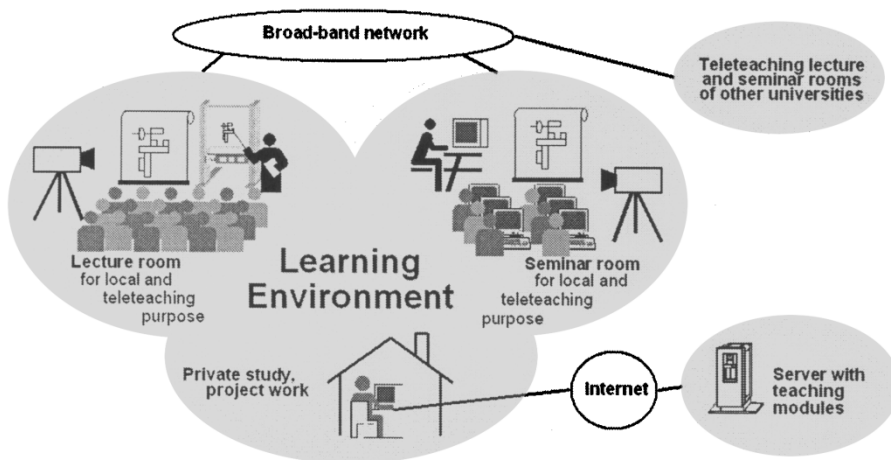 Broad-band network
Teleteaching lecture
and seminar rooms
of other universities
Lecture room
for local and
teleteaching
purpose
Learning
Environment
Seminar room
for local and
teleteaching
purpose
Private study,
project work
Internet
Server with
teaching
modules